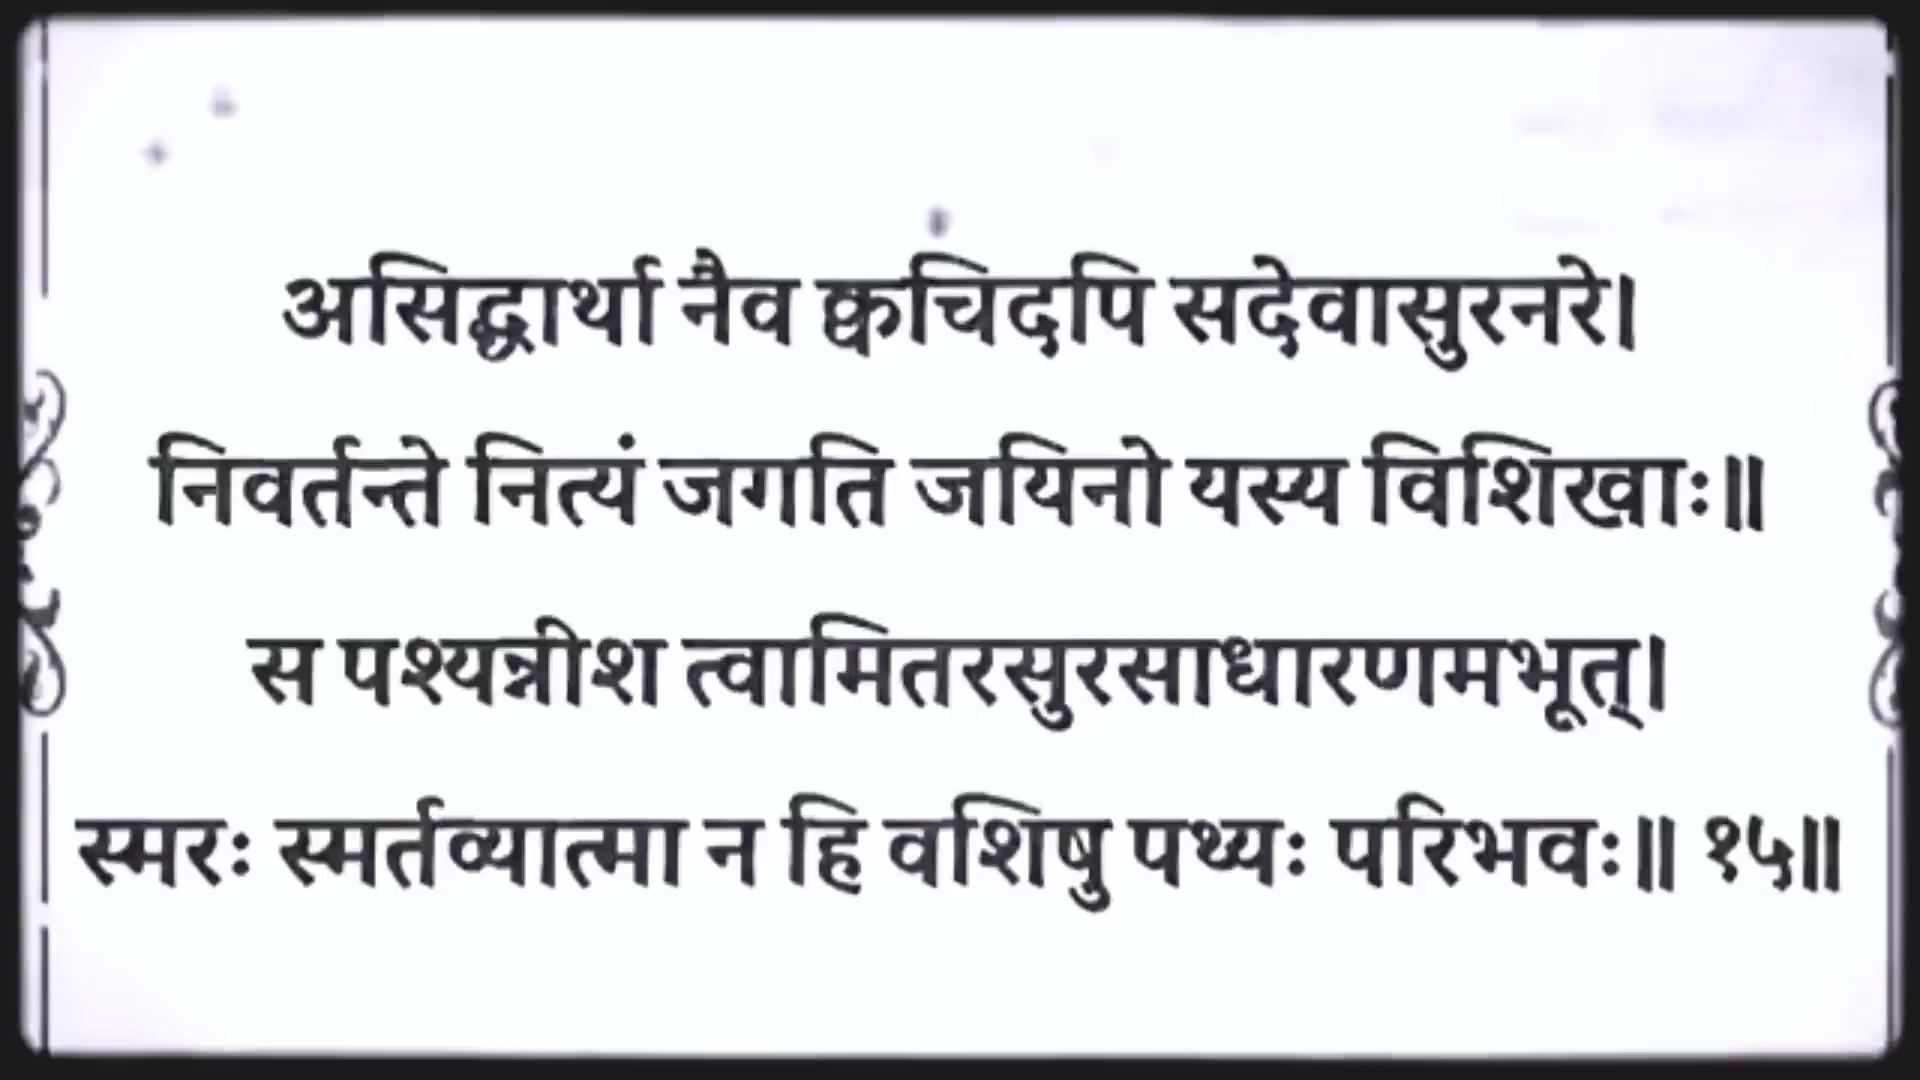 असिद्धार्था नैव क्वचिदपि सदेवासुरनरे।
निवर्तन्ते नित्यं जगति जयिनो यस्य विशिखाः॥
स पश्यन्नीश त्वामितरसुरसाधारणमभूत्।
स्मरः स्मर्तव्यात्मा न हि वशिषु पथ्यः परिभवः॥ १५॥